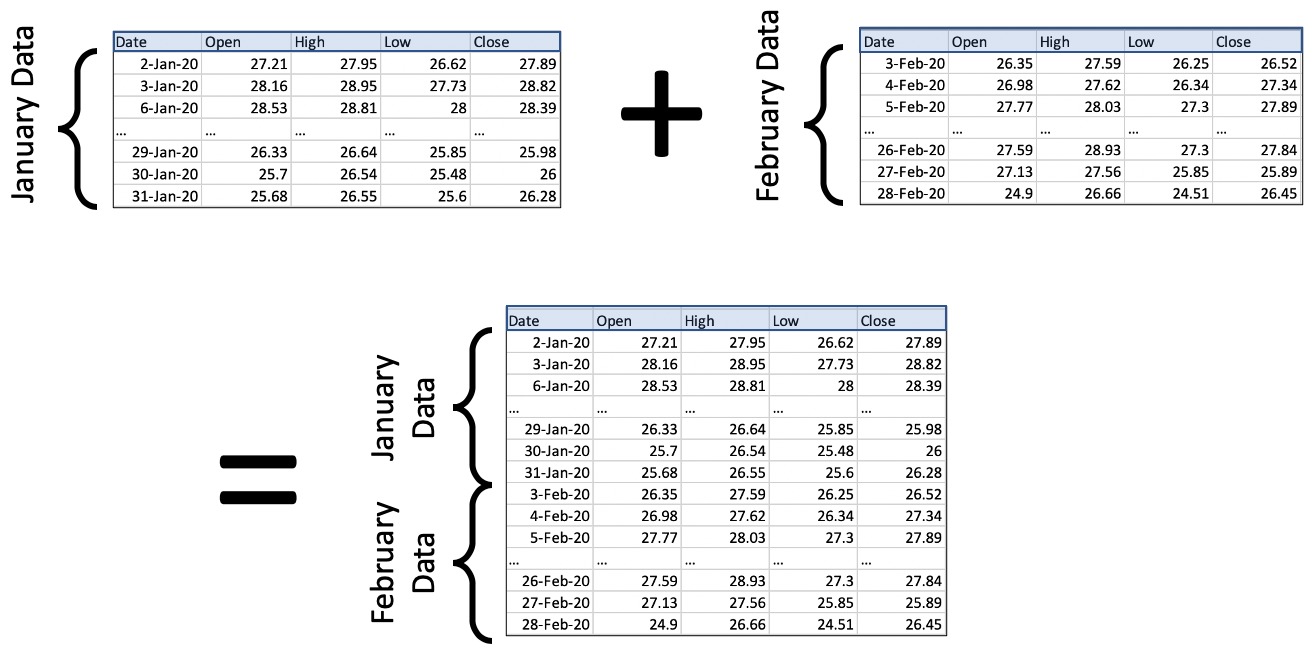 January Data
Date Open High Low Close
2-Jan-20 27.21 27.95 26.62 27.89
3-Jan-20 28.16 28.95 27.73 28.82
6-Jan-20 28.53 28.81 28 28.39
... ... ... ... ...
29-Jan-20 26.33 26.64 25.85 25.98
30-Jan-20 25.7 26.54 25.48 26
31-Jan-20 25.68 26.55 25.6 26.28
+
February Data
Date Open High Low Close
3-Feb-20 26.35 27.59 26.25 26.52
4-Feb-20 26.98 27.62 26.34 27.34
5-Feb-20 27.77 28.03 27.3 27.89
... ... ... ... ...
26-Feb-20 27.59 28.93 27.3 27.84
27-Feb-20 27.13 27.56 25.85 25.89
28-Feb-20 24.9 26.66 24.51 26.45
=
January
Data
February
Data
Date Open High Low Close
2-Jan-20 27.21 27.95 26.62 27.89
3-Jan-20 28.16 28.95 27.73 28.82
6-Jan-20 28.53 28.81 28 28.39
... ... ... ... ...
29-Jan-20 26.33 26.64 25.85 25.98
30-Jan-20 25.7 26.54 25.48 26
31-Jan-20 25.68 26.55 25.6 26.28
3-Feb-20 26.35 27.59 26.25 26.52
4-Feb-20 26.98 27.62 26.34 27.34
5-Feb-20 27.77 28.03 27.3 27.89
... ... ... ... ...
26-Feb-20 27.59 28.93 27.3 27.84
27-Feb-20 27.13 27.56 25.85 25.89
28-Feb-20 24.9 26.66 24.51 26.45